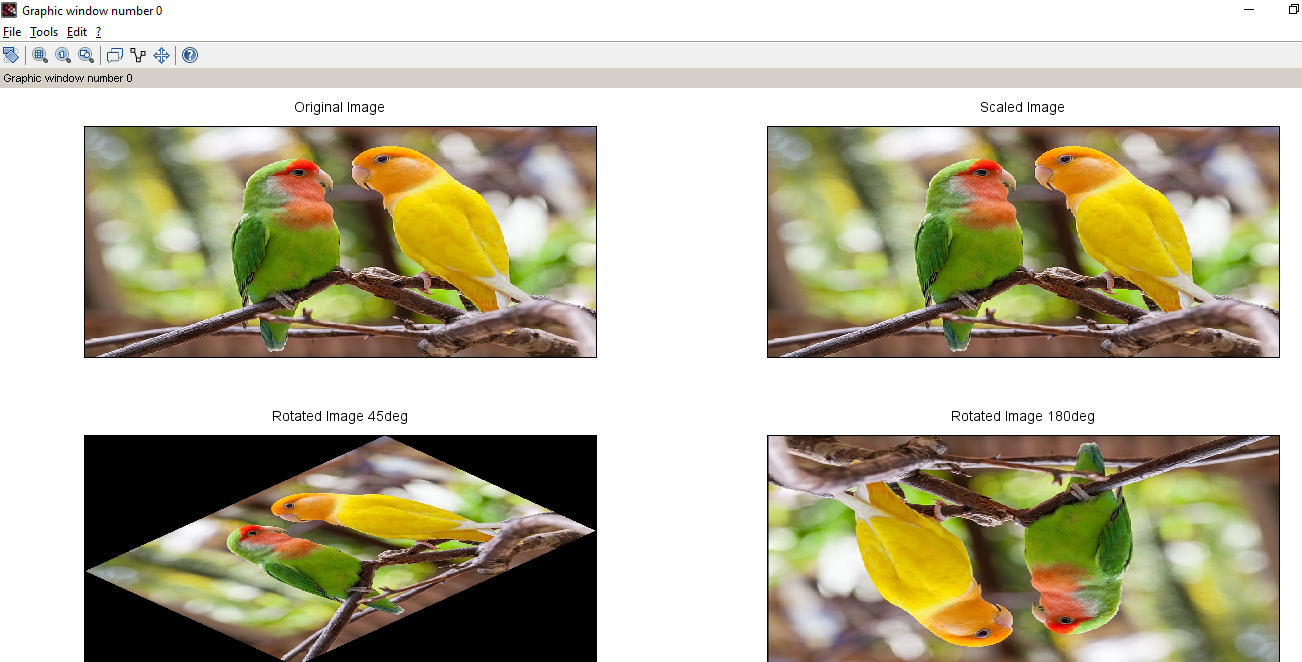 Graphic window number 0
File Tools Edit ?
Graphic window number 0
Original Image
Scaled Image
Rotated Image 45deg
Rotated Image 180deg